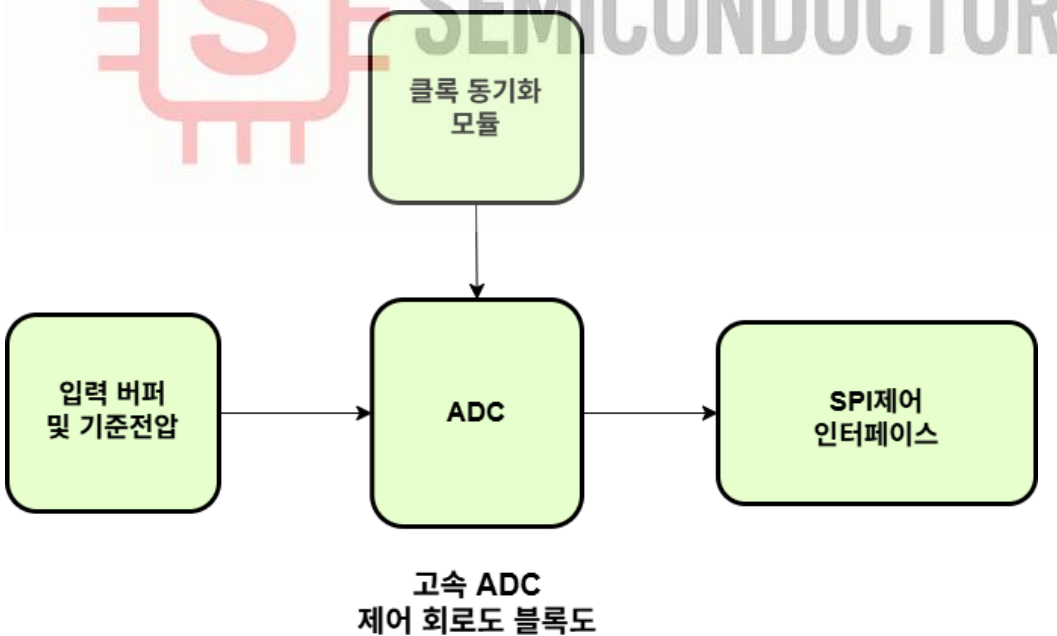 SEMICONDUCTOR
클록 동기화
모듈
입력 버퍼
및 기준전압
ADC
SPI제어
인터페이스
고속 ADC
제어 회로도 블록도